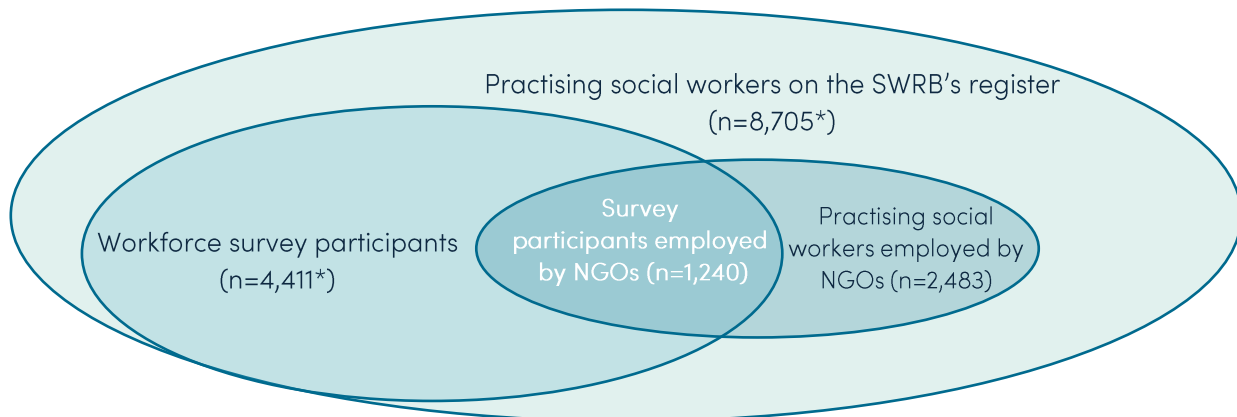 Practising social workers on the SWRB's register
(n=8,705*)
Workforce survey participants
(n=4,411*)
Survey
participants employed
by NGOs (n=1,240)
Practising social
workers employed by
NGOs (n=2,483)